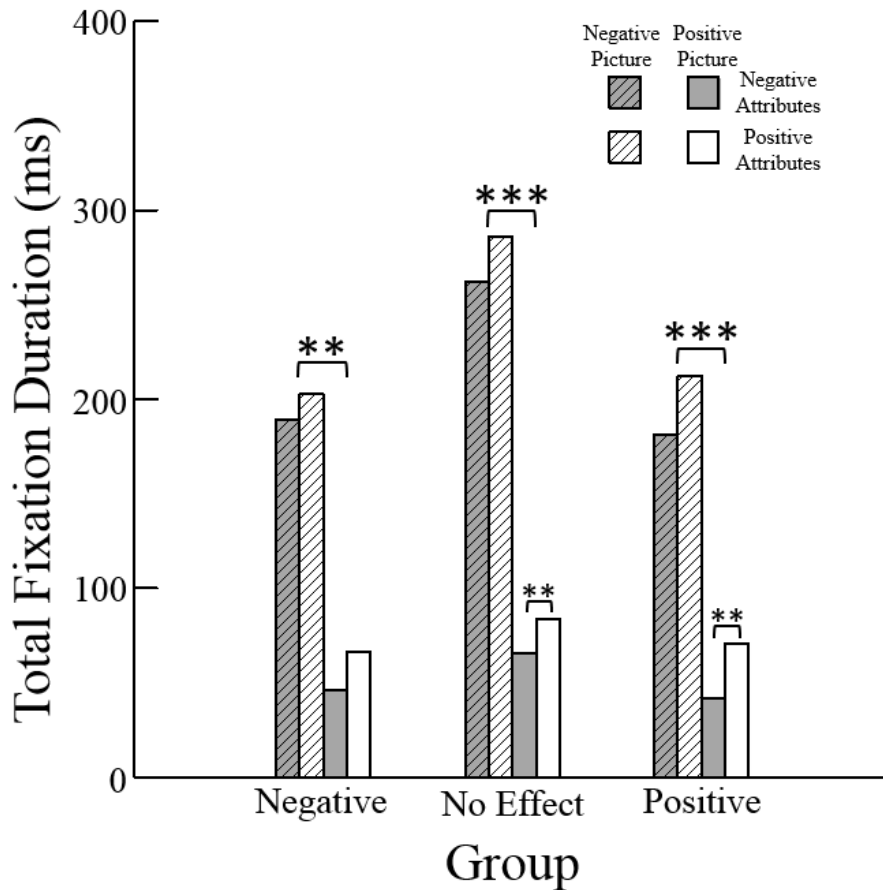 400
300
200
100
0
Total Fixation Duration (ms)
Negative Positive
Picture Picture
Negative
Attributes
Positive
Attributes
**
***
**
***
**
Negative No Effect Positive
Group